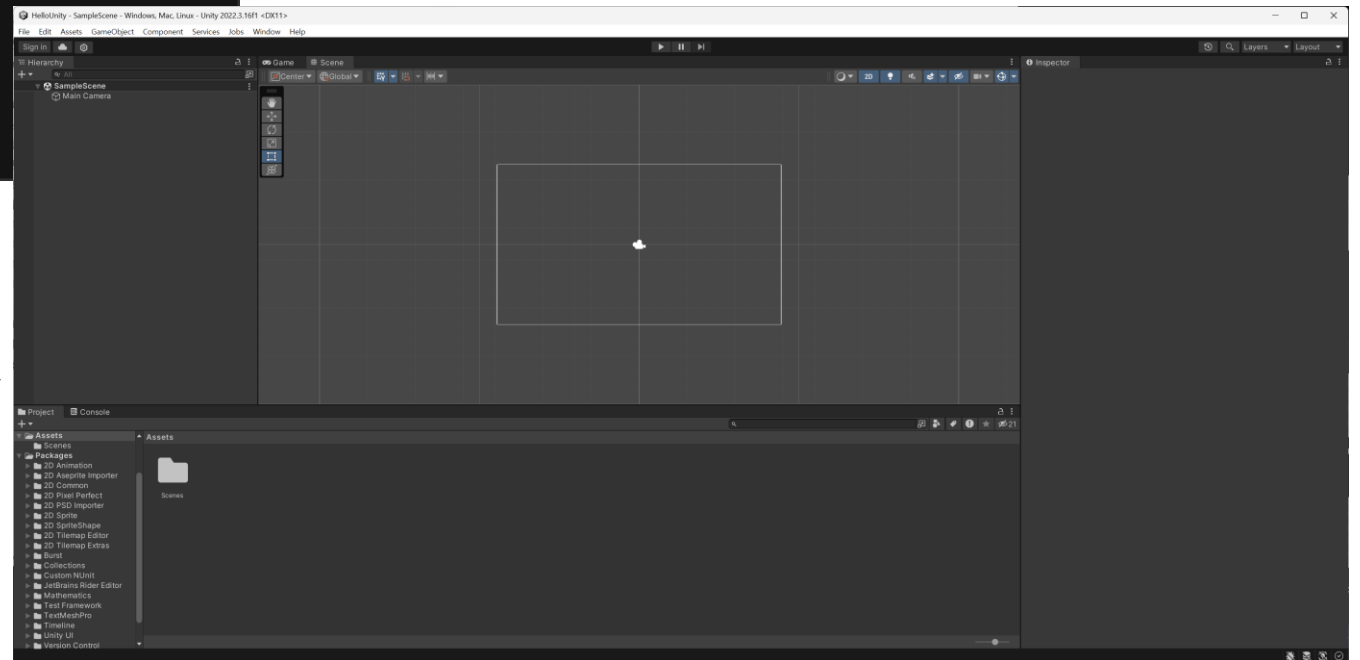 HelloUnity - SampleScene - Windows, Mac, Linux - Unity 2022.3.16f1 <DX11>
File Edit Assets GameObject Component Services Jobs Window Help
Sign in
Layers Layout
Hierarchy
Game Scene
Inspector
All
Center Global
2D
SampleScene
Main Camera
Project Console
21
Assets
Assets
Scenes
Packages
2D Animation
2D Aseprite Importer
2D Common
2D Pixel Perfect
Scenes
2D PSD Importer
2D Sprite
2D SpriteShape
2D Tilemap Editor
2D Tilemap Extras
Burst
Collections
Custom NUnit
JetBrains Rider Editor
Mathematics
Test Framework
TextMeshPro
Timeline
Unity UI
Version Control